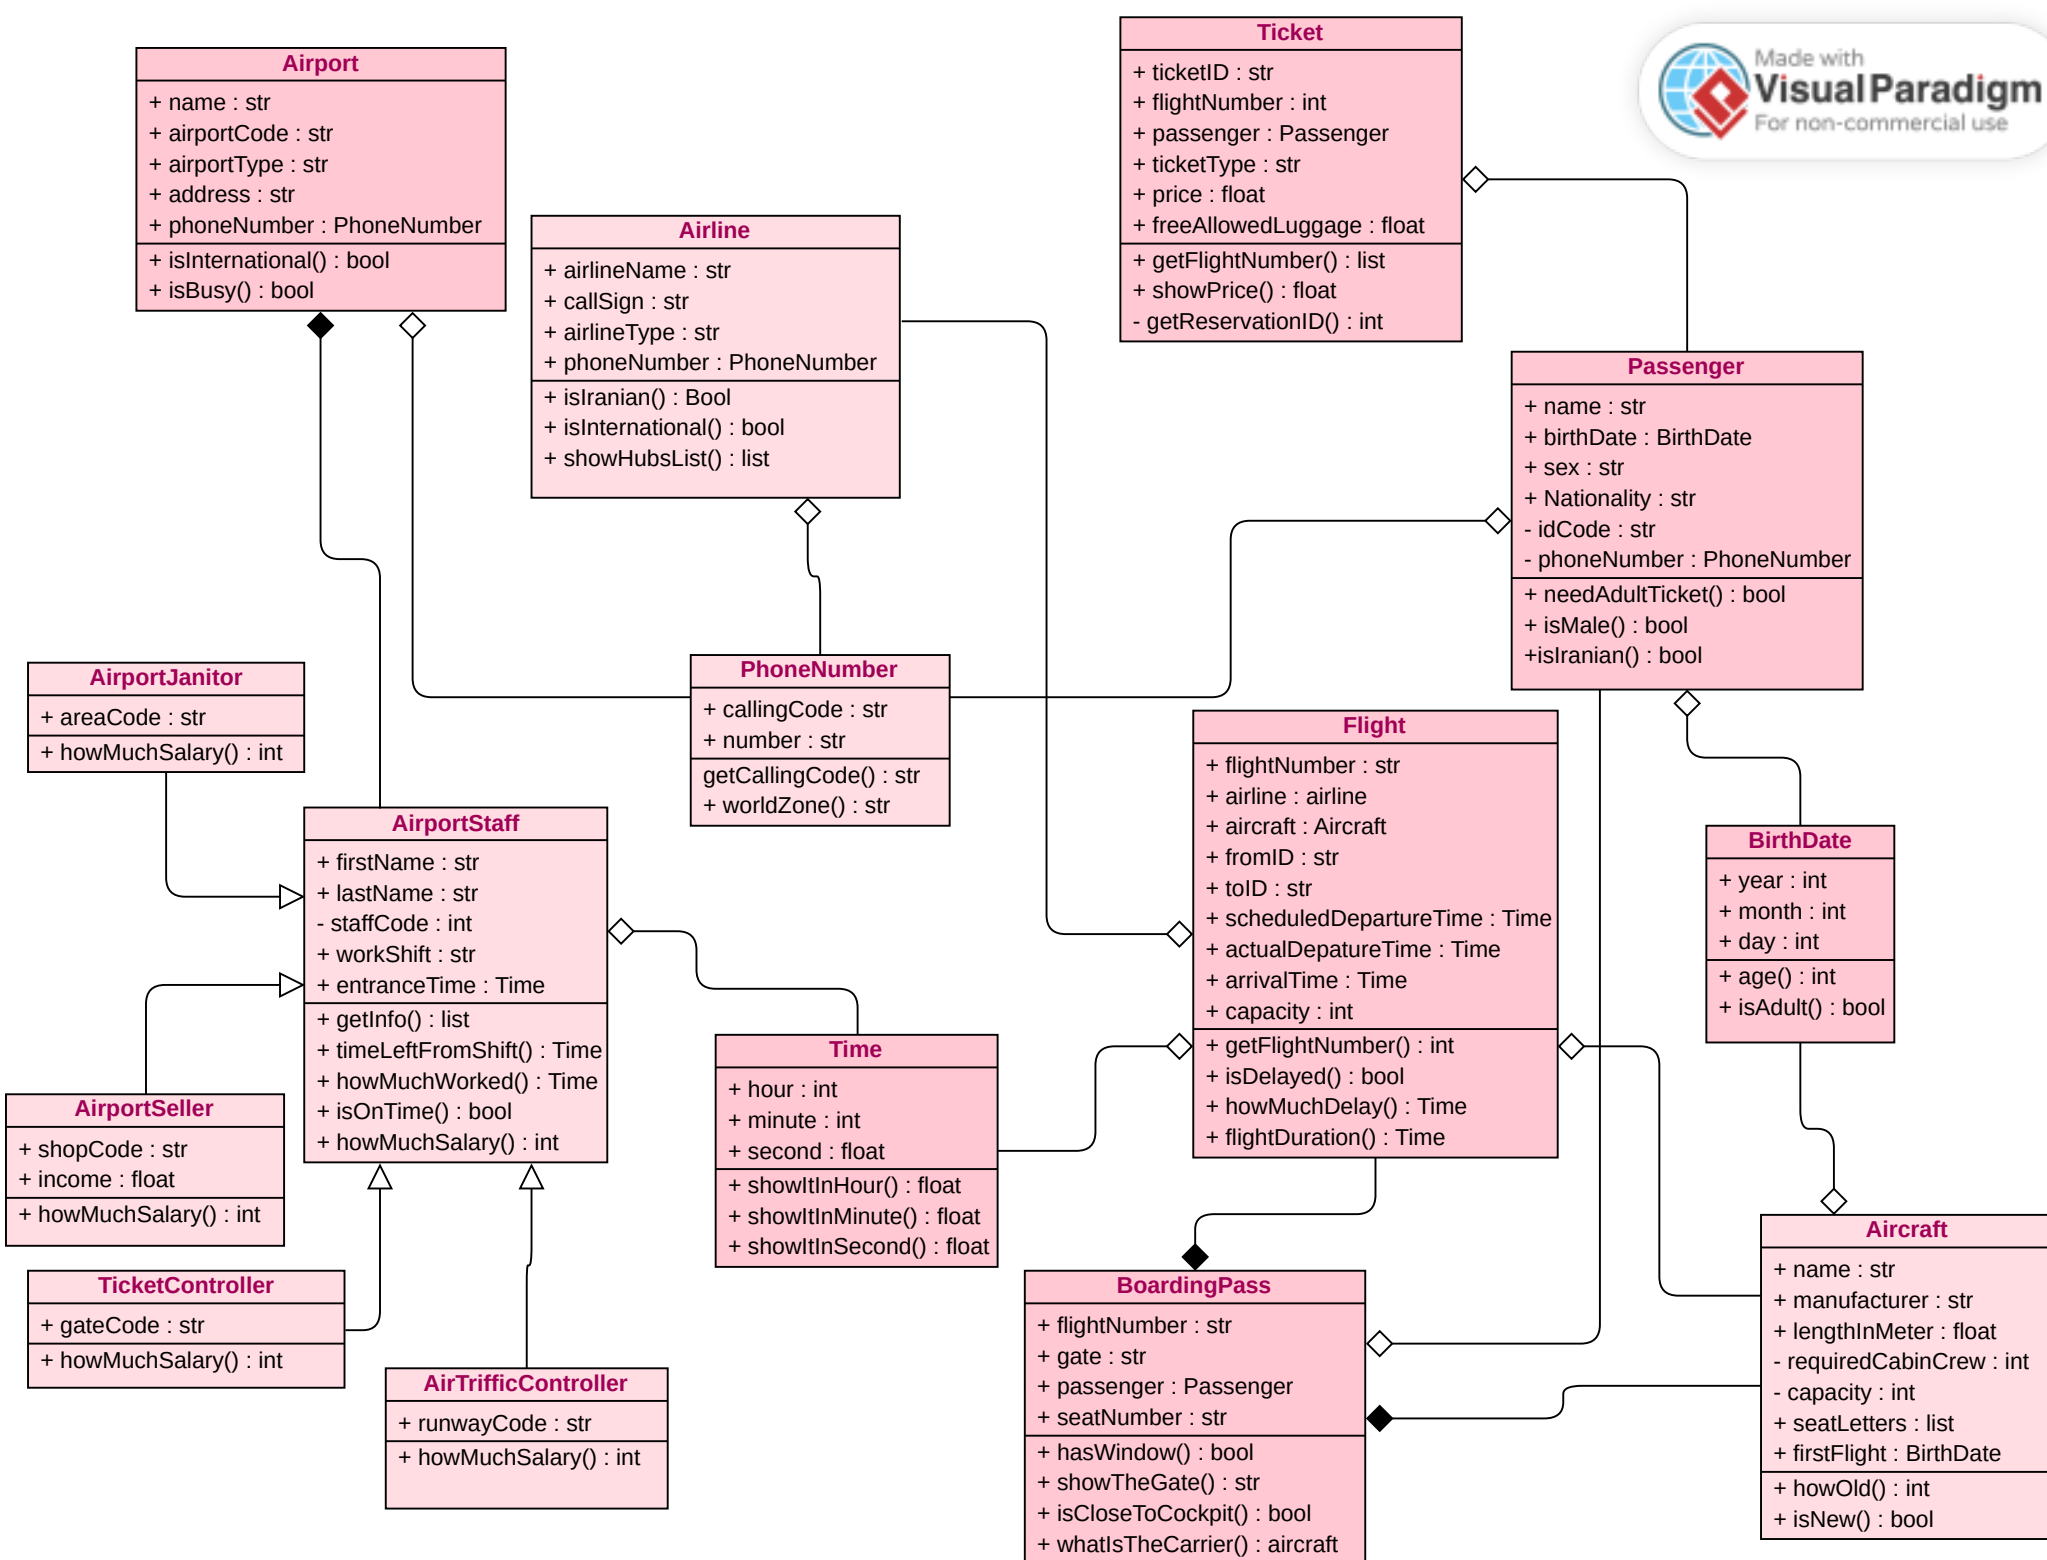 Airport
+ name : str
+ airportCode : str
+ airportType : str
+ address : str
+ phoneNumber : PhoneNumber
+ isInternational() : bool
+ isBusy() : bool
Airline
+ airlineName : str
+ callSign : str
+ airlineType : str
+ phoneNumber : PhoneNumber
+ isIranian() : Bool
+ isInternational() : bool
+ showHubsList() : list
Ticket
+ ticketID : str
+ flightNumber : int
+ passenger : Passenger
+ ticketType : str
+ price : float
+ freeAllowedLuggage : float
+ getFlightNumber() : list
+ showPrice() : float
- getReservationID() : int
Made with
Visual Paradigm
For non-commercial use
Passenger
+ name : str
+ birthDate : BirthDate
+ sex : str
+ Nationality : str
- idCode : str
- phoneNumber : PhoneNumber
+ needAdultTicket() : bool
+ isMale() : bool
+isIranian() : bool
AirportJanitor
+ areaCode : str
+ howMuchSalary() : int
PhoneNumber
+ callingCode : str
+ number : str
getCallingCode() : str
+ worldZone() : str
Flight
+ flightNumber : str
+ airline : airline
+ aircraft : Aircraft
+ fromID : str
+ toID : str
+ scheduledDepartureTime : Time
+ actualDepatureTime : Time
+ arrivalTime : Time
+ capacity : int
+ getFlightNumber() : int
+ isDelayed() : bool
+ howMuchDelay() : Time
+ flightDuration() : Time
AirportStaff
+ firstName : str
+ lastName : str
- staffCode : int
+ workShift : str
+ entranceTime : Time
+ getInfo() : list
+ timeLeftFromShift() : Time
+ howMuchWorked() : Time
+ isOnTime() : bool
+ howMuchSalary() : int
BirthDate
+ year : int
+ month : int
+ day : int
+ age() : int
+ isAdult() : bool
Time
+ hour : int
+ minute : int
+ second : float
+ showItInHour() : float
+ showItInMinute() : float
+ showItInSecond() : float
AirportSeller
+ shopCode : str
+ income : float
+ howMuchSalary() : int
TicketController
+ gateCode : str
+ howMuchSalary() : int
AirTrifficController
+ runwayCode : str
+ howMuchSalary() : int
BoardingPass
+ flightNumber : str
+ gate : str
+ passenger : Passenger
+ seatNumber : str
+ hasWindow() : bool
+ showTheGate() : str
+ isCloseToCockpit() : bool
+ whatIsTheCarrier() : aircraft
Aircraft
+ name : str
+ manufacturer : str
+ lengthInMeter : float
- requiredCabinCrew : int
- capacity : int
+ seatLetters : list
+ firstFlight : BirthDate
+ howOld() : int
+ isNew() : bool